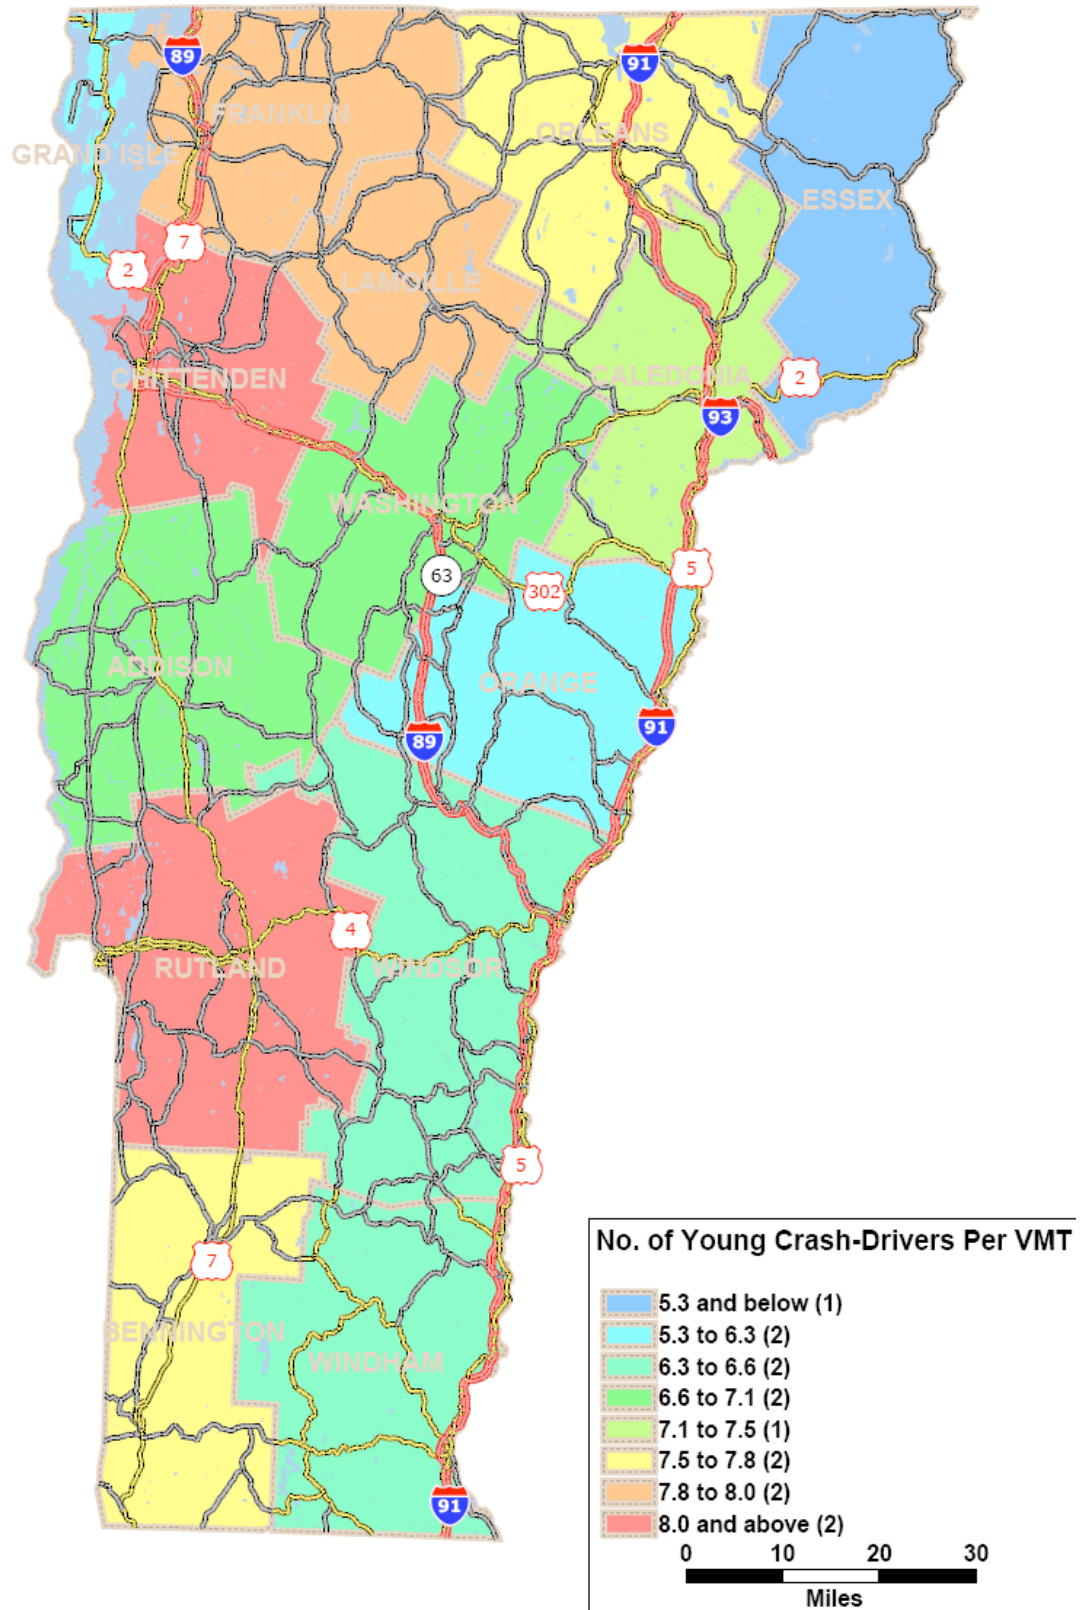 89
91
FRANKLIN
ORLEANS
GRAND ISLE
ESSEX
7
2
LAMOILLE
CHITTENDEN
CALEDONIA
2
93
WASHINGTON
63
302
5
ADDISON
ORANGE
89
91
4
RUTLAND
WINDSOR
5
7
BENNINGTON
WINDHAM
91
No. of Young Crash-Drivers Per VMT
5.3 and below (1)
5.3 to 6.3 (2)
6.3 to 6.6 (2)
6.6 to 7.1 (2)
7.1 to 7.5 (1)
7.5 to 7.8 (2)
7.8 to 8.0 (2)
8.0 and above (2)
0 10 20 30
Miles